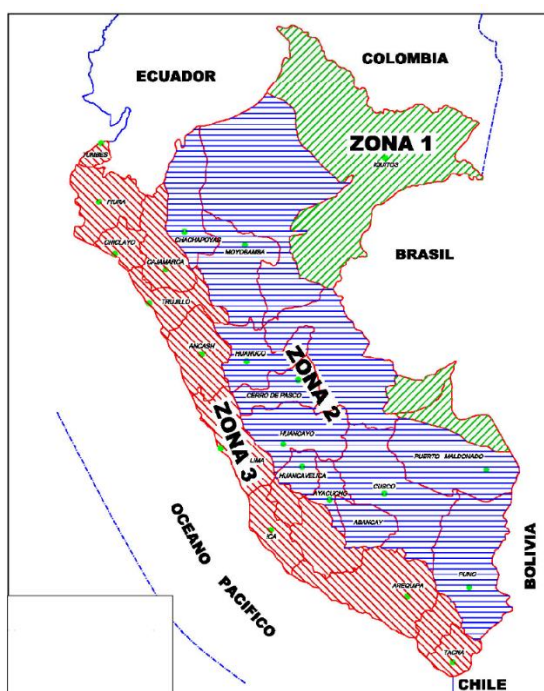 COLOMBIA
ECUADOR
ZONA 1
IQUITOS
TUMBES
PIURA
CHACHAPOYAS
CHICLAYO
MOYOBAMBA
BRASIL
CAJAMARCA
TRUJILLO
ANCASH
HUANUCO
ZONA 2
CERRO DE PASCO
ZONA 3
HUANCAYO
LIMA
PUERTO MALDONADO
HUANCAVELICA
CUSCO
AYACUCHO
ABANCAY
ICA
OCEANO PACIFICO
BOLIVIA
PUNO
AREQUIPA
TACNA
CHILE